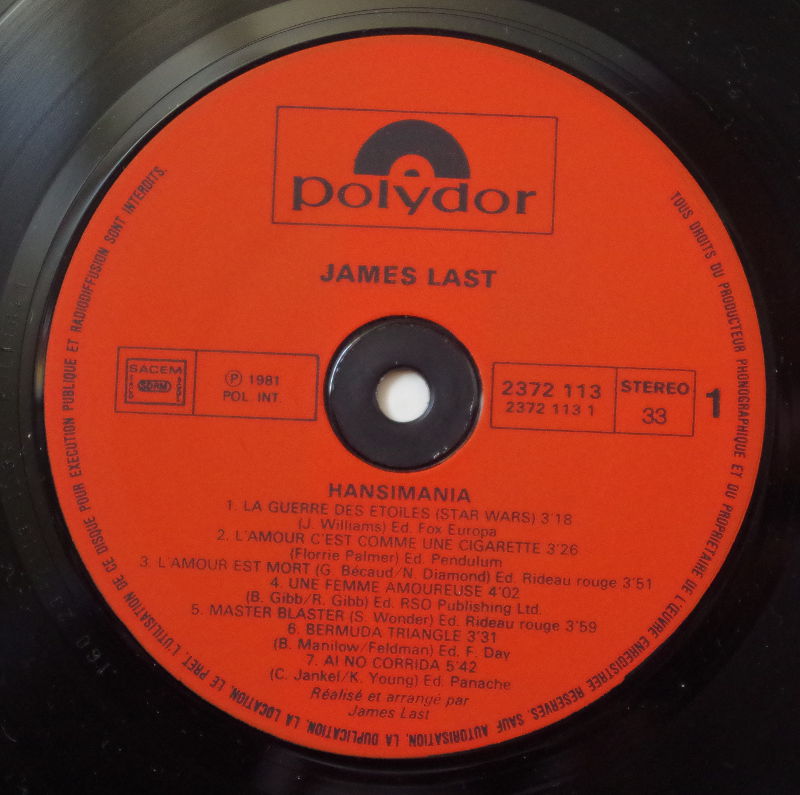 polydor
JAMES LAST
SACEM
SDRM
℗ 1981
POL. INT.
2372 113
2372 113 1
STEREO
33
1
HANSIMANIA
1. LA GUERRE DES ETOILES (STAR WARS) 3'18
(J. Williams) Ed. Fox Europa
2. L'AMOUR C'EST COMME UNE CIGARETTE 3'26
(Florrie Palmer) Ed. Pendulum
3. L'AMOUR EST MORT (G. Bécaud/N. Diamond) Ed. Rideau rouge 3'51
4. UNE FEMME AMOUREUSE 4'02
(B. Gibb/R. Gibb) Ed. RSO Publishing Ltd.
5. MASTER BLASTER (S. Wonder) Ed. Rideau rouge 3'59
6. BERMUDA TRIANGLE 3'31
(B. Manilow/Feldman) Ed. F. Day
7. AI NO CORRIDA 5'42
(C. Jankel/K. Young) Ed. Panache
Réalisé et arrangé par
James Last
TOUS DROITS DU PRODUCTEUR PHONOGRAPHIQUE ET DU PROPRIETAIRE DE L'ŒUVRE ENREGISTREE RESERVES. SAUF AUTORISATION, LA DUPLICATION, LA LOCATION, LE PRET, L'UTILISATION DE CE DISQUE POUR EXECUTION PUBLIQUE ET RADIODIFFUSION SONT INTERDITS.